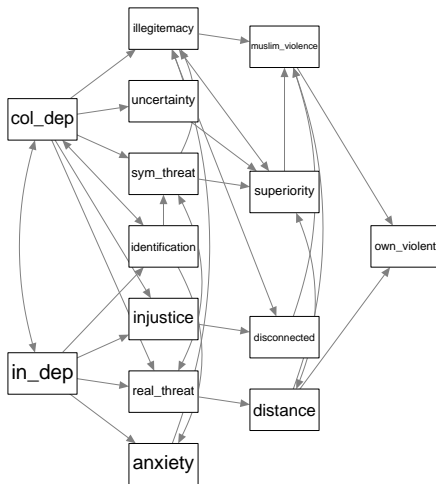 illegitemacy
muslim_violence
uncertainty
col_dep
sym_threat
superiority
identification
own_violent
injustice
disconnected
in_dep
real_threat
distance
anxiety